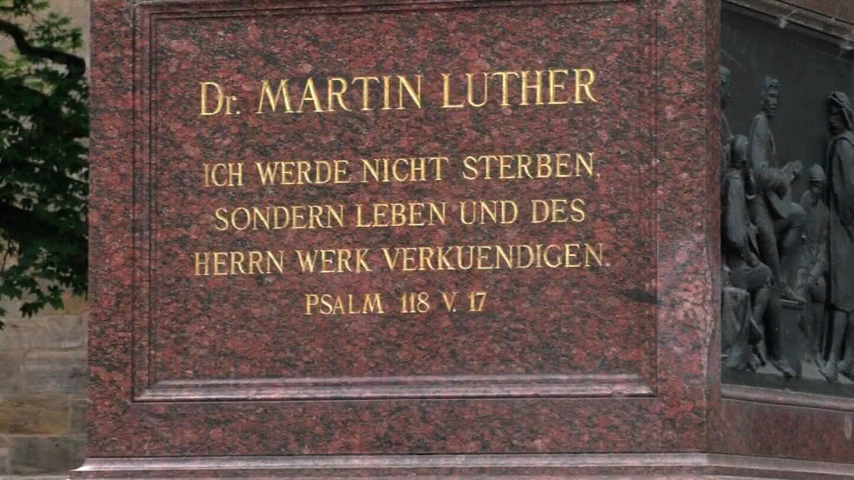 Dr. MARTIN LUTHER
ICH WERDE NICHT STERBEN,
SONDERN LEBEN UND DES
HERRN WERK VERKUENDIGEN.
PSALM 118 V. 17